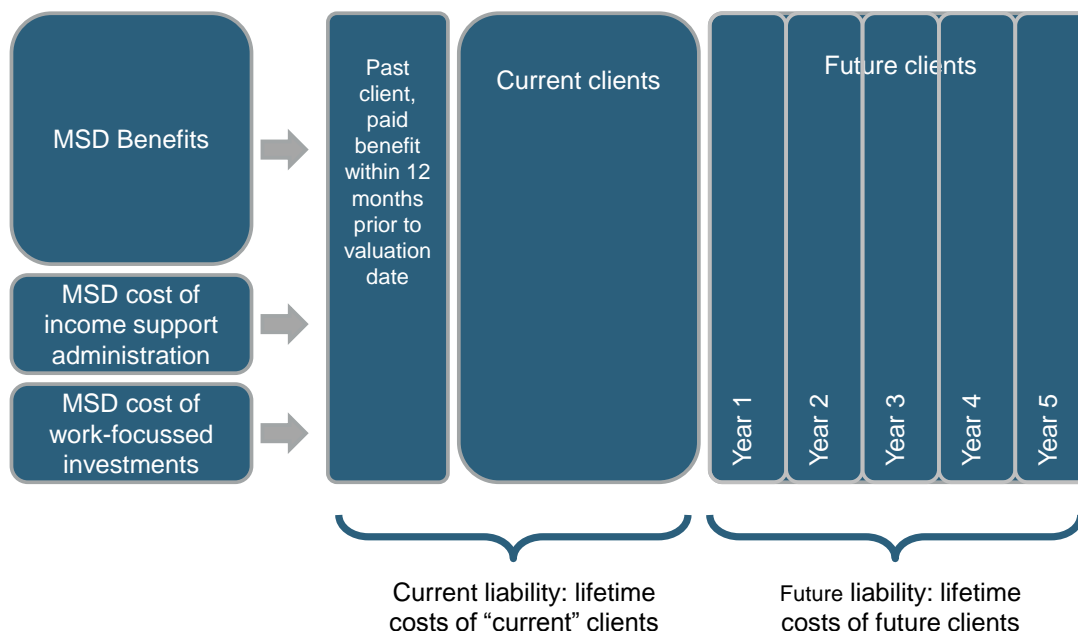 MSD Benefits
MSD cost of
income support
administration
MSD cost of
work-focussed
investments
Past
client,
paid
benefit
within 12
months
prior to
valuation
date
Current clients
Future clients
Year 1
Year 2
Year 3
Year 4
Year 5
Current liability: lifetime
costs of “current” clients
Future liability: lifetime
costs of future clients